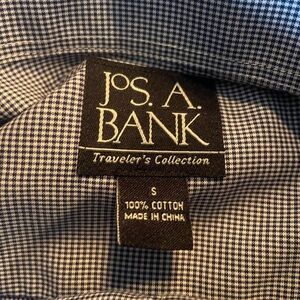 JOS. A.
BANK
Traveler's Collection
S
100% COTTON
MADE IN CHINA